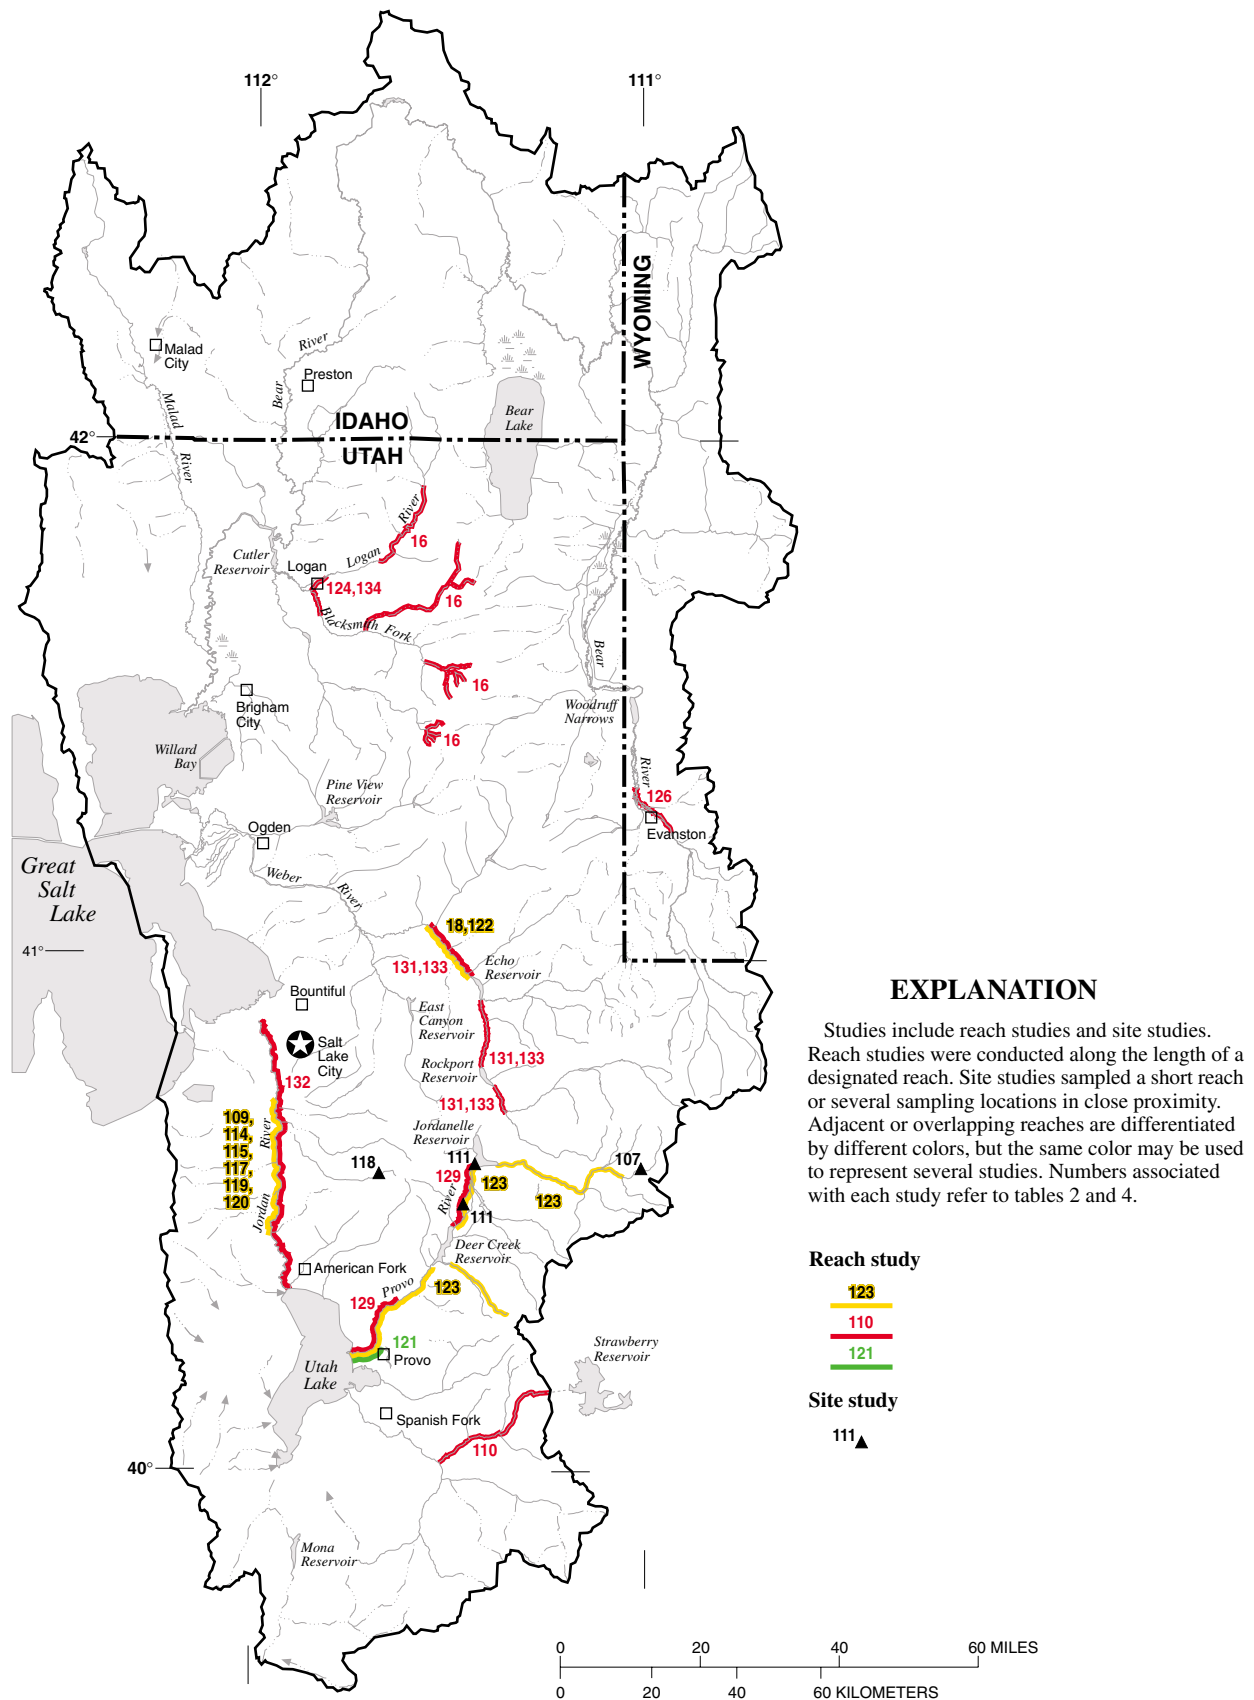 112°
111°
WYOMING
Malad
City
River
Preston
Bear
Malad
River
IDAHO
42°
UTAH
Bear
Lake
River
16
Logan
Cutler
Reservoir
Logan
124,134
16
Blacksmith Fork
Bear
16
Woodruff
Narrows
Brigham
City
16
Willard
Bay
River
Pine View
Reservoir
126
Evanston
Ogden
Great
Salt
Lake
Weber
River
18,122
41°
131,133
Echo
Reservoir
Bountiful
East
Canyon
Reservoir
Salt
Lake
City
131,133
Rockport
Reservoir
132
131,133
109,
114,
115,
117,
119,
120
River
Jordan
Jordanelle
Reservoir
118
111
107
129
123
123
River
111
Deer Creek
Reservoir
American Fork
Provo
123
129
121
Provo
Strawberry
Reservoir
Utah
Lake
Spanish Fork
110
40°
Mona
Reservoir
EXPLANATION
Studies include reach studies and site studies.
Reach studies were conducted along the length of a
designated reach. Site studies sampled a short reach
or several sampling locations in close proximity.
Adjacent or overlapping reaches are differentiated
by different colors, but the same color may be used
to represent several studies. Numbers associated
with each study refer to tables 2 and 4.
Reach study
123
110
121
Site study
111
0 20 40 60 MILES
0 20 40 60 KILOMETERS